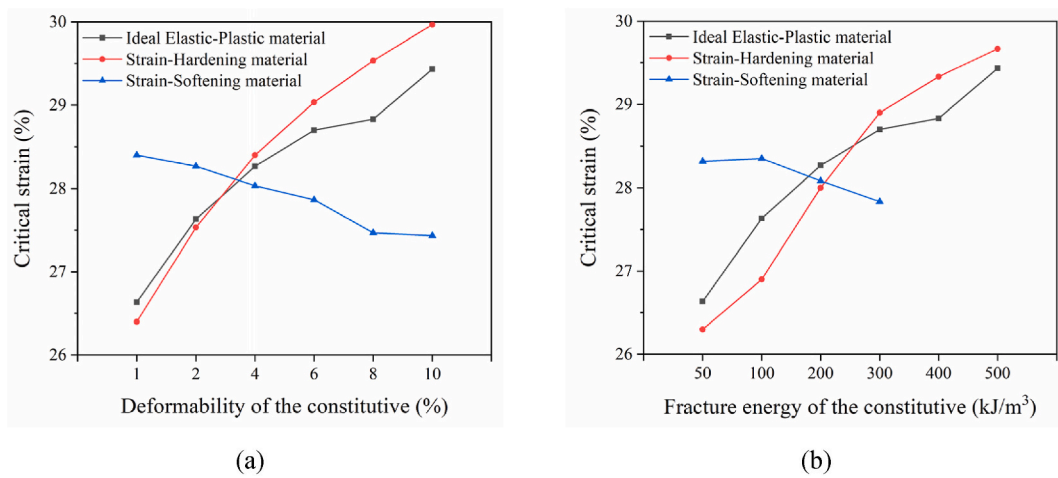 30
29
28
27
26
Critical strain (%)
Ideal Elastic-Plastic material
Strain-Hardening material
Strain-Softening material
1 2 4 6 8 10
Deformability of the constitutive (%)
(a)
30
29
28
27
26
Critical strain (%)
Ideal Elastic-Plastic material
Strain-Hardening material
Strain-Softening material
50 100 200 300 400 500
Fracture energy of the constitutive (kJ/m³)
(b)